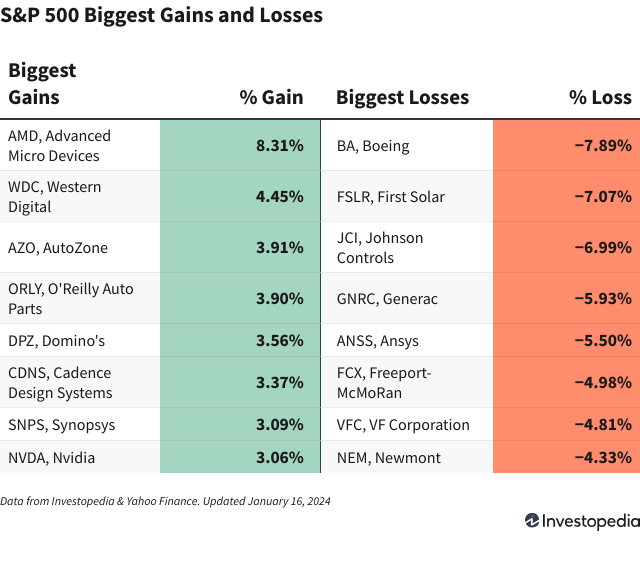 S&P 500 Biggest Gains and Losses
Biggest
Gains
% Gain
Biggest Losses
% Loss
AMD, Advanced
Micro Devices
8.31%
BA, Boeing
−7.89%
WDC, Western
Digital
4.45%
FSLR, First Solar
−7.07%
AZO, AutoZone
3.91%
JCI, Johnson
Controls
−6.99%
ORLY, O'Reilly Auto
Parts
3.90%
GNRC, Generac
−5.93%
DPZ, Domino's
3.56%
ANSS, Ansys
−5.50%
CDNS, Cadence
Design Systems
3.37%
FCX, Freeport-
McMoRan
−4.98%
SNPS, Synopsys
3.09%
VFC, VF Corporation
−4.81%
NVDA, Nvidia
3.06%
NEM, Newmont
−4.33%
Data from Investopedia & Yahoo Finance. Updated January 16, 2024
Investopedia